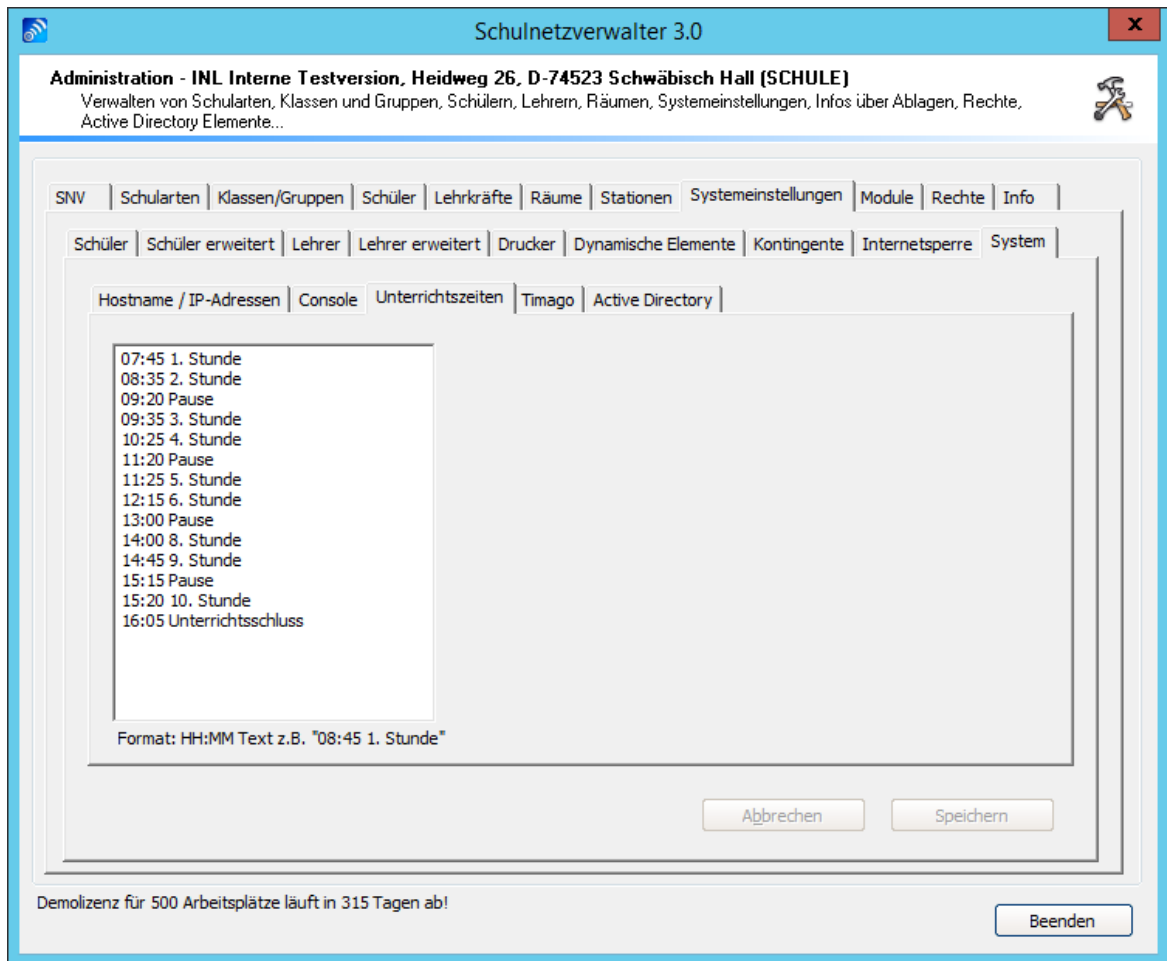 Schulnetzverwalter 3.0
x
Administration - INL Interne Testversion, Heidweg 26, D-74523 Schwäbisch Hall (SCHULE)
Verwalten von Schularten, Klassen und Gruppen, Schülern, Lehrern, Räumen, Systemeinstellungen, Infos über Ablagen, Rechte,
Active Directory Elemente...
SNV Schularten Klassen/Gruppen Schüler Lehrkräfte Räume Stationen Systemeinstellungen Module Rechte Info
Schüler Schüler erweitert Lehrer Lehrer erweitert Drucker Dynamische Elemente Kontingente Internetsperre System
Hostname / IP-Adressen Console Unterrichtszeiten Timago Active Directory
07:45 1. Stunde
08:35 2. Stunde
09:20 Pause
09:35 3. Stunde
10:25 4. Stunde
11:20 Pause
11:25 5. Stunde
12:15 6. Stunde
13:00 Pause
14:00 8. Stunde
14:45 9. Stunde
15:15 Pause
15:20 10. Stunde
16:05 Unterrichtsschluss
Format: HH:MM Text z.B. "08:45 1. Stunde"
Abbrechen Speichern
Demolizenz für 500 Arbeitsplätze läuft in 315 Tagen ab!
Beenden